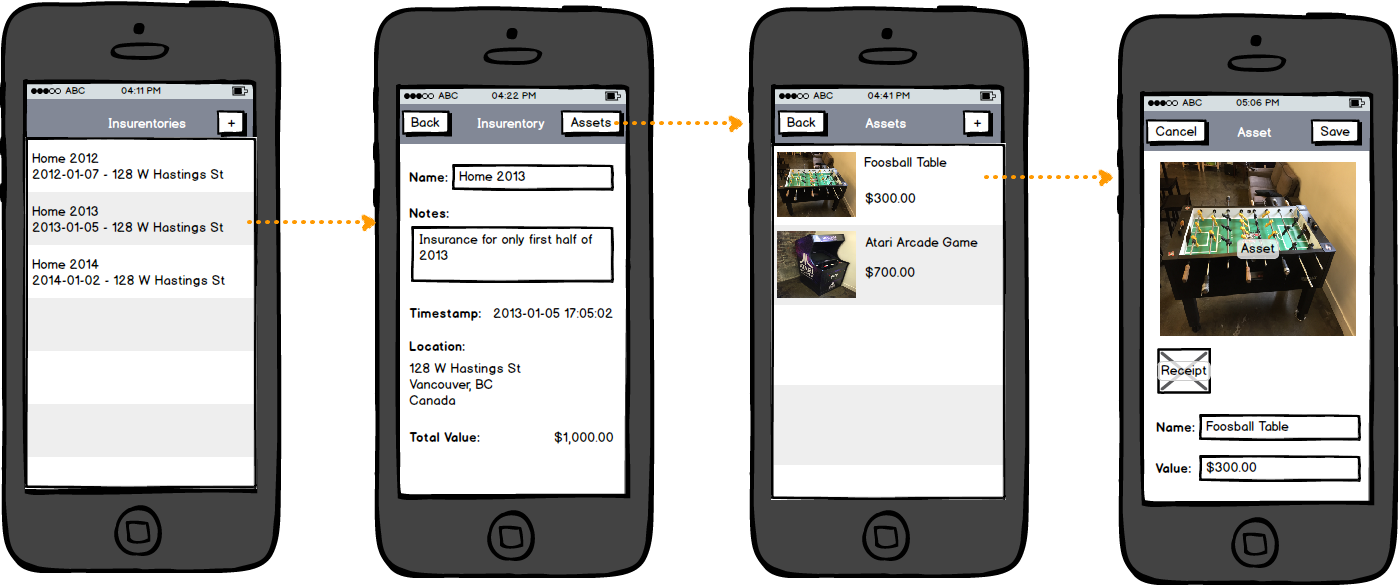 ●●●○○ ABC 04:11 PM
Insurentories +
Home 2012
2012-01-07 - 128 W Hastings St
Home 2013
2013-01-05 - 128 W Hastings St
Home 2014
2014-01-02 - 128 W Hastings St
●●●○○ ABC 04:22 PM
Back Insurentory Assets
Name: Home 2013
Notes:
Insurance for only first half of
2013
Timestamp: 2013-01-05 17:05:02
Location:
128 W Hastings St
Vancouver, BC
Canada
Total Value: $1,000.00
●●●○○ ABC 04:41 PM
Back Assets +
Foosball Table
$300.00
Atari Arcade Game
$700.00
●●●○○ ABC 05:06 PM
Cancel Asset Save
Asset
Receipt
Name: Foosball Table
Value: $300.00